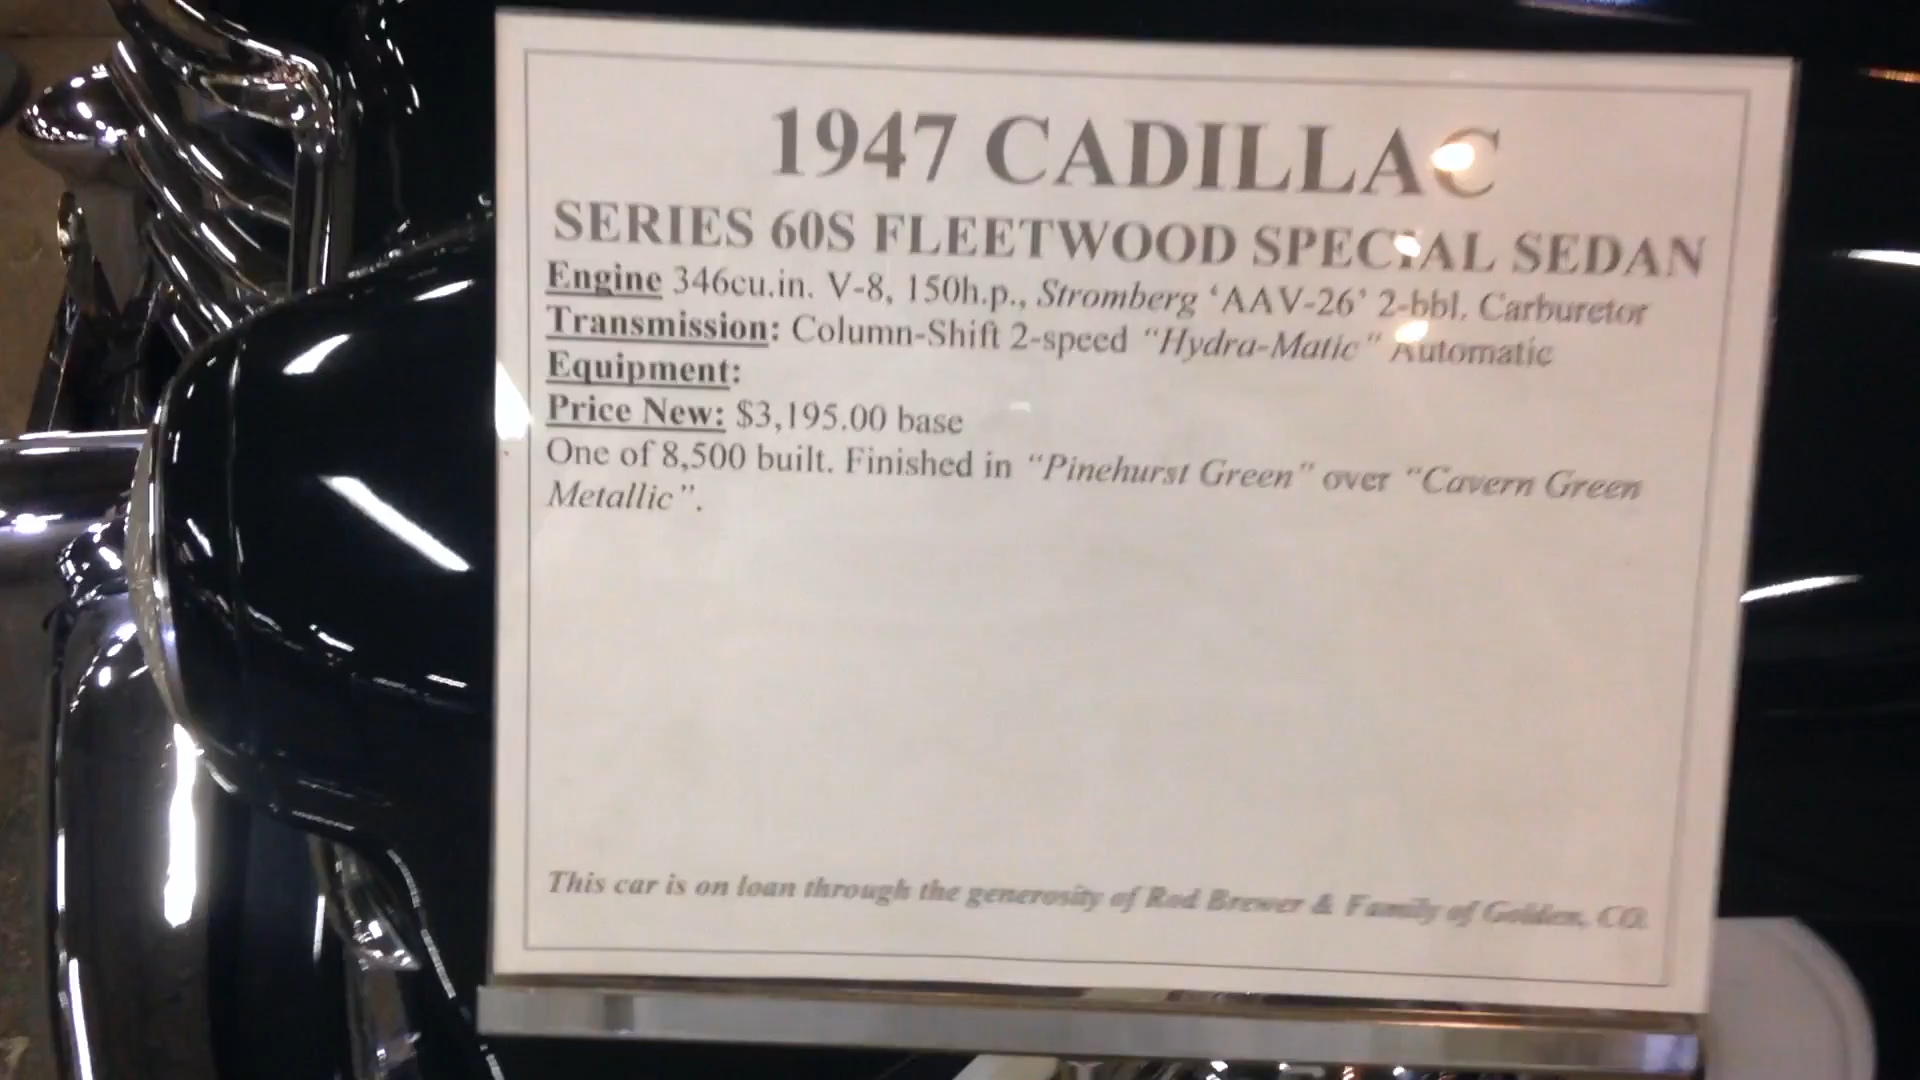 1947 CADILLAC
SERIES 60S FLEETWOOD SPECIAL SEDAN
Engine 346cu.in. V-8, 150h.p., Stromberg ‘AAV-26’ 2-bbl. Carburetor
Transmission: Column-Shift 2-speed “Hydra-Matic” Automatic
Equipment:
Price New: $3,195.00 base
One of 8,500 built. Finished in “Pinehurst Green” over “Cavern Green
Metallic”.
This car is on loan through the generosity of Rod Brewer & Family of Golden, CO.